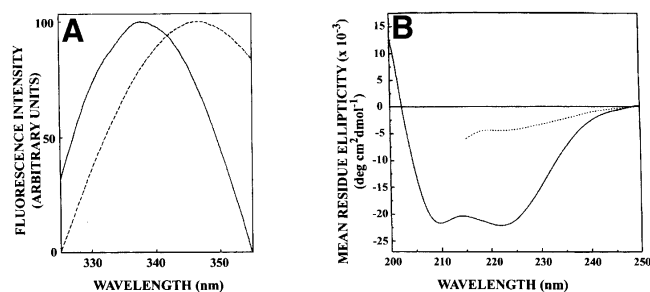 A
FLUORESCENCE INTENSITY
(ARBITRARY UNITS)
100
50
0
330
340
350
WAVELENGTH (nm)
B
MEAN RESIDUE ELLIPTICITY (x 10⁻³)
(deg cm²dmol⁻¹)
15
10
5
0
-5
-10
-15
-20
-25
200
210
220
230
240
250
WAVELENGTH (nm)